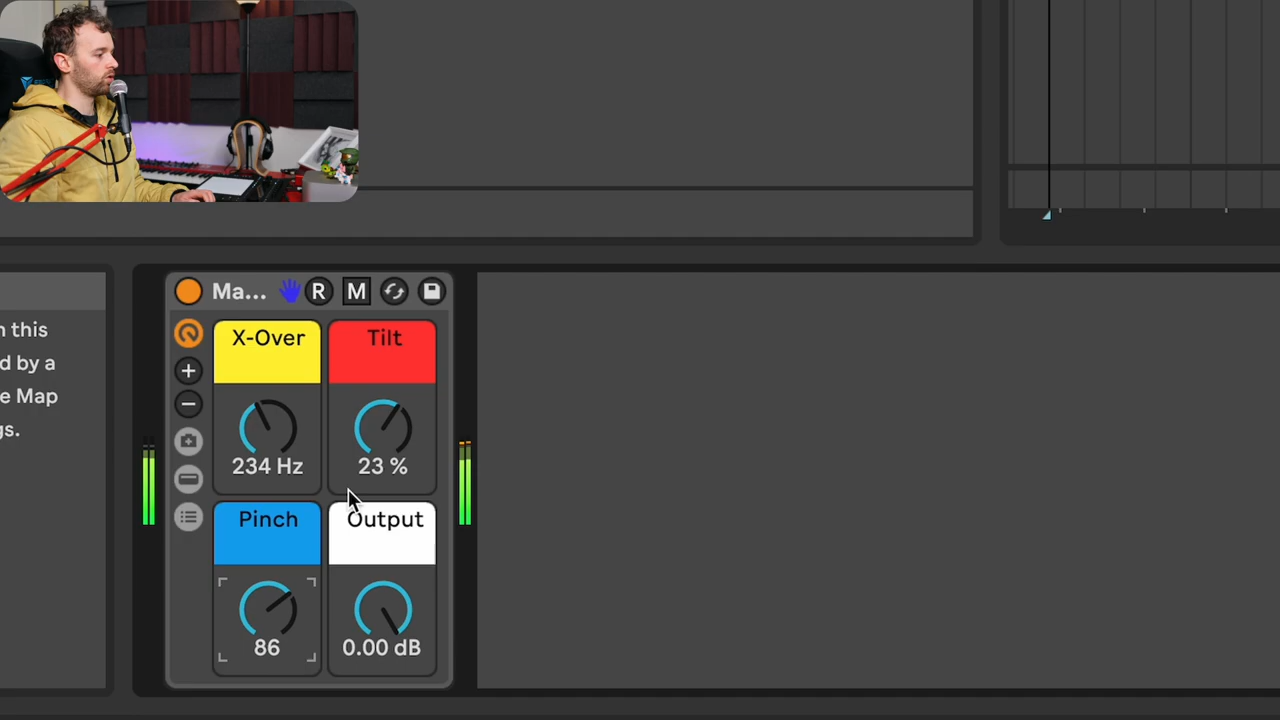 n this
d by a
e Map
gs.
Ma... R M
X-Over
Tilt
234 Hz
23 %
Pinch
Output
86
0.00 dB